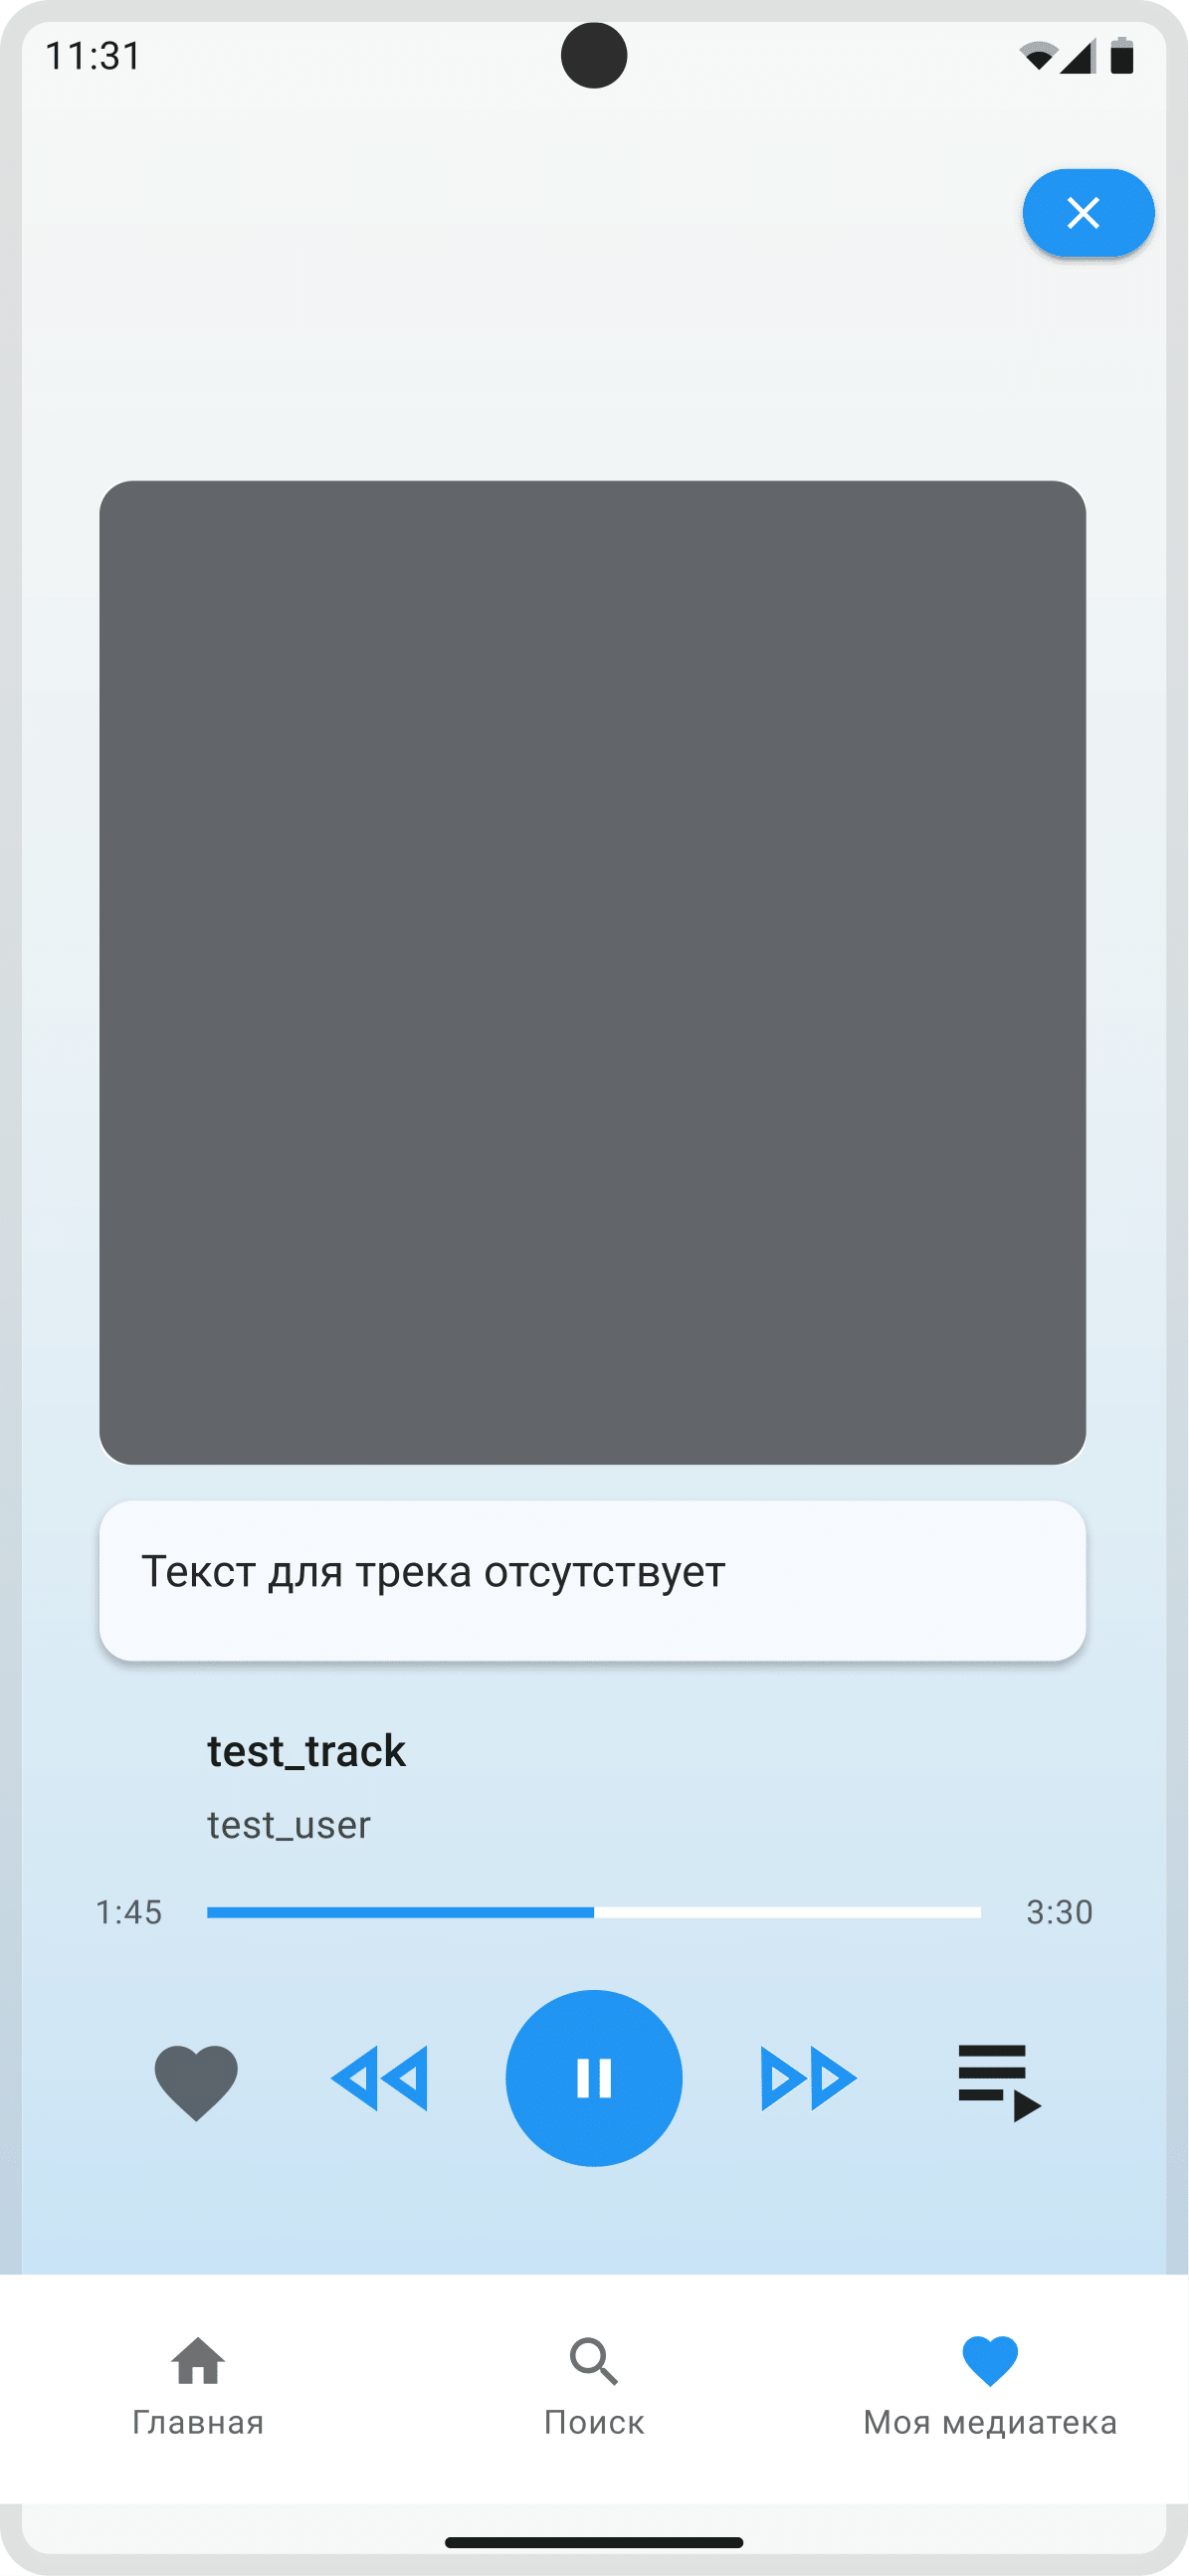 11:31
Текст для трека отсутствует
test_track
test_user
1:45
3:30
Главная
Поиск
Моя медиатека